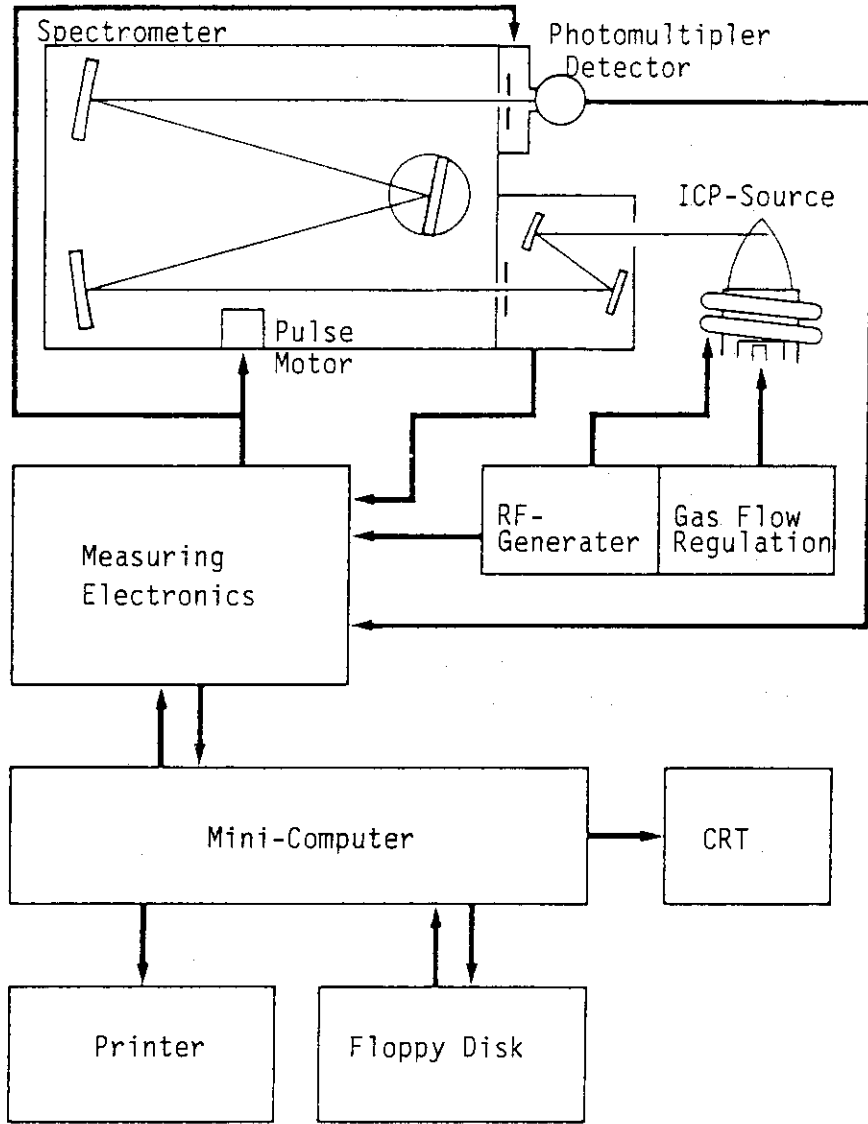 Spectrometer
Photomultipler
Detector
ICP-Source
Pulse
Motor
RF-
Generater
Gas Flow
Regulation
Measuring
Electronics
Mini-Computer
CRT
Printer
Floppy Disk